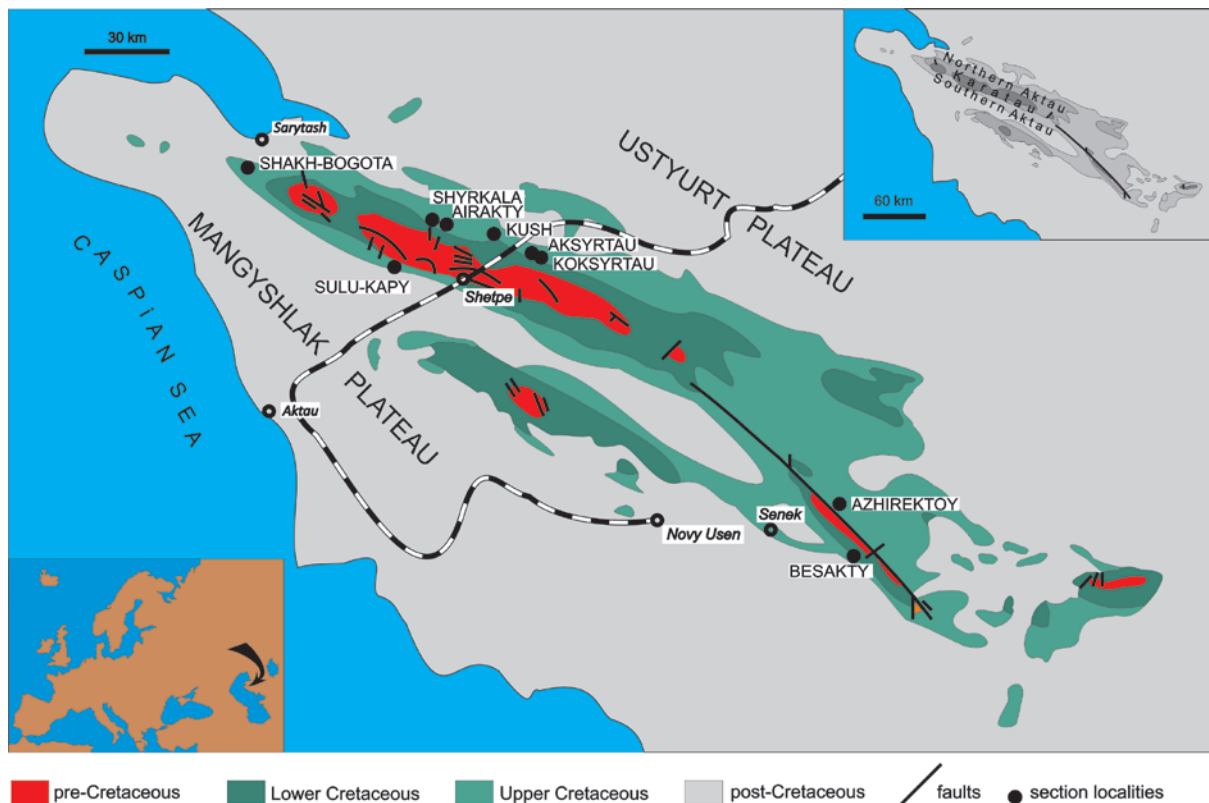 30 km
Sarytash
SHAKH-BOGOTA
SHYRKALA
AIRAKTY
KUSH
AKSYRTAU
KOKSYRTAU
SULU-KAPY
Shetpe
USTYURT
PLATEAU
MANGYSHLAK
PLATEAU
CASPiAN SEA
Aktau
Novy Usen
Senek
AZHIREKTOY
BESAKTY
Northern Aktau
Karatau
Southern Aktau
60 km
pre-Cretaceous
Lower Cretaceous
Upper Cretaceous
post-Cretaceous
faults
section localities